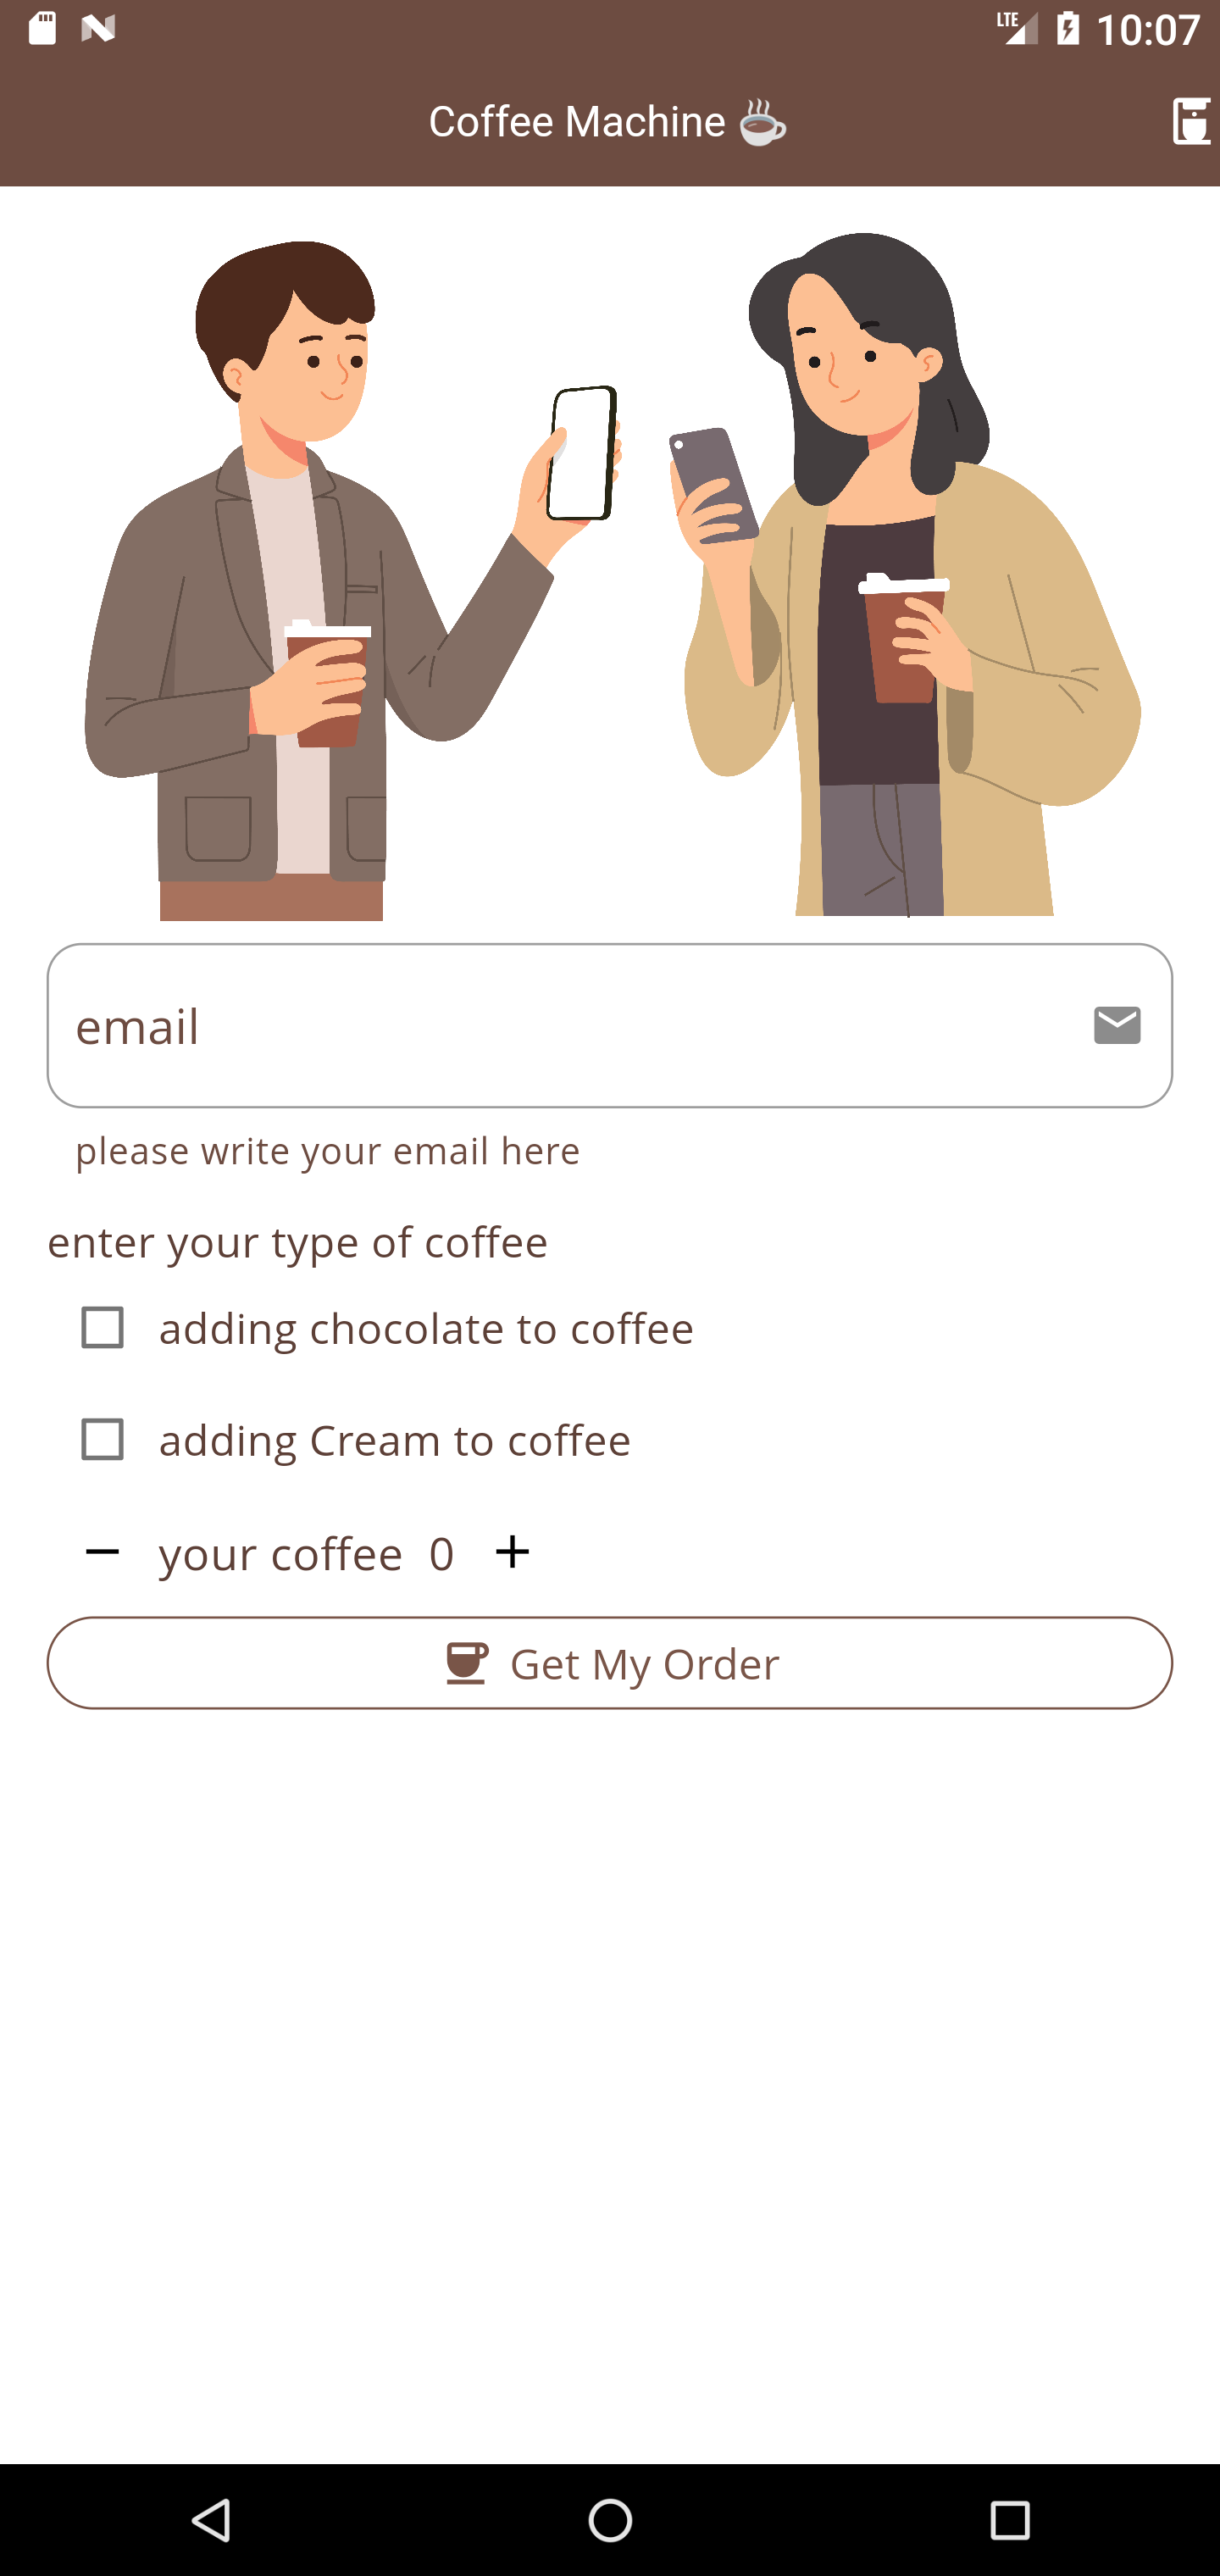 LTE 10:07
Coffee Machine ☕
email
please write your email here
enter your type of coffee
adding chocolate to coffee
adding Cream to coffee
− your coffee 0 +
Get My Order